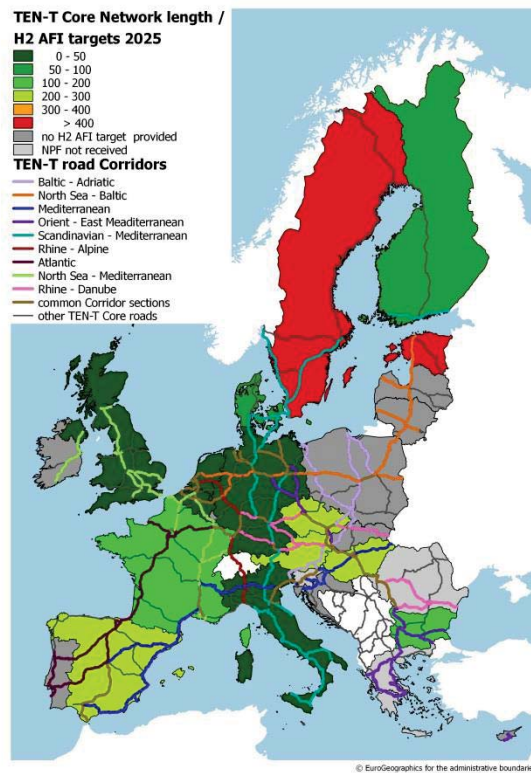 TEN-T Core Network length /
H2 AFI targets 2025
0 - 50
50 - 100
100 - 200
200 - 300
300 - 400
> 400
no H2 AFI target provided
NPF not received
TEN-T road Corridors
Baltic - Adriatic
North Sea - Baltic
Mediterranean
Orient - East Meaditerranean
Scandinavian - Mediterranean
Rhine - Alpine
Atlantic
North Sea - Mediterranean
Rhine - Danube
common Corridor sections
other TEN-T Core roads
© EuroGeographics for the administrative boundarie